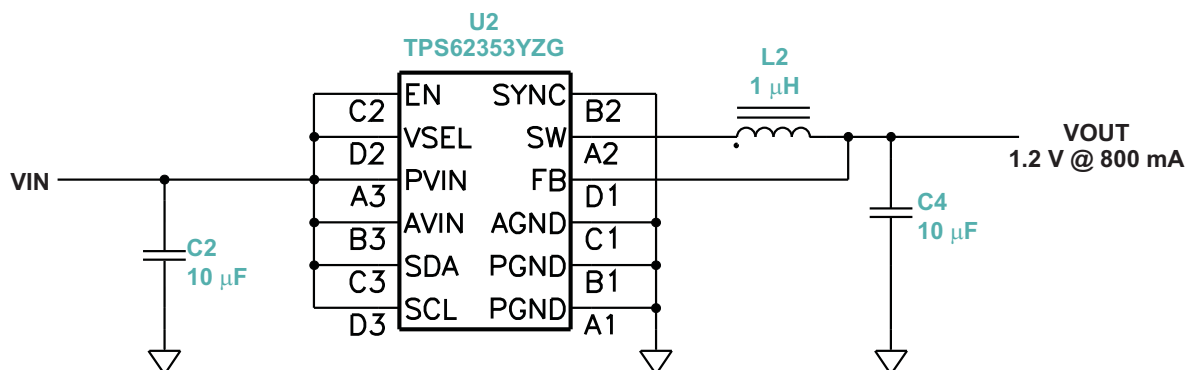 U2
TPS62353YZG
L2
1 μH
EN
SYNC
C2
B2
VSEL
SW
D2
A2
VOUT
1.2 V @ 800 mA
VIN
PVIN
FB
A3
D1
AVIN
AGND
B3
C1
C4
10 μF
C2
10 μF
SDA
PGND
C3
B1
SCL
PGND
D3
A1